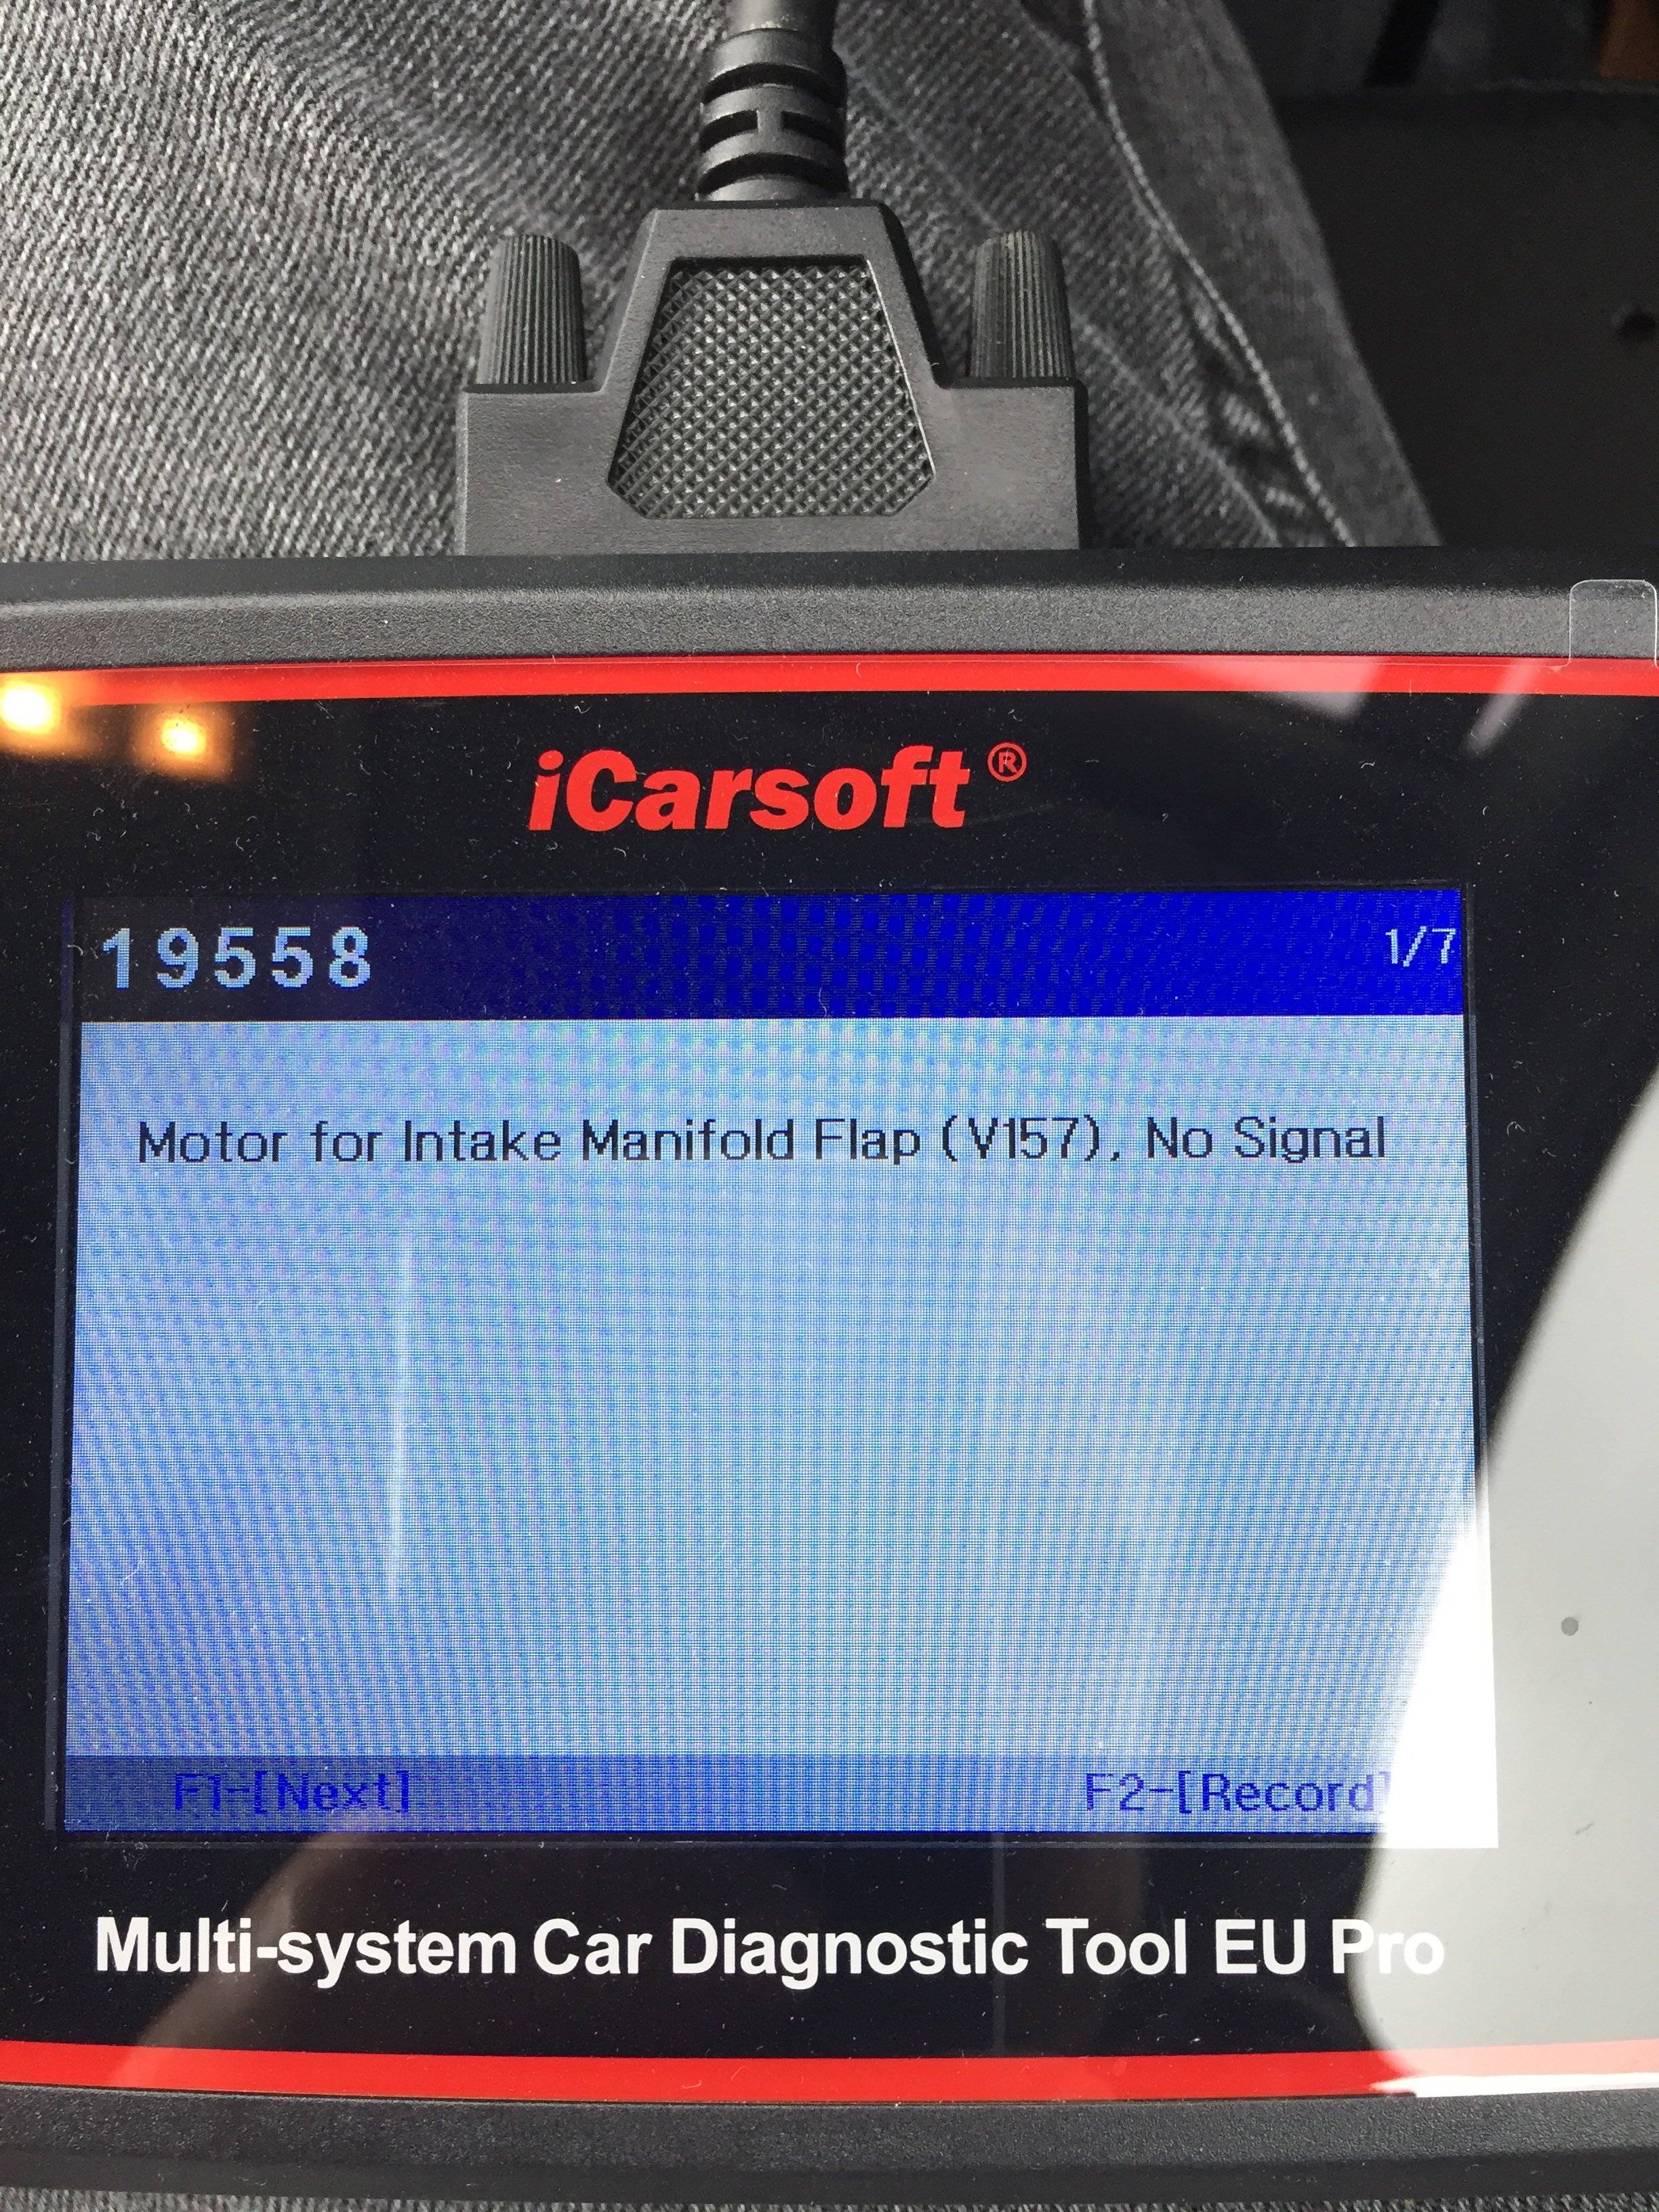 iCarsoft®
19558
1/7
Motor for Intake Manifold Flap (V157), No Signal
F1-[Next]
F2-[Record]
Multi-system Car Diagnostic Tool EU Pro